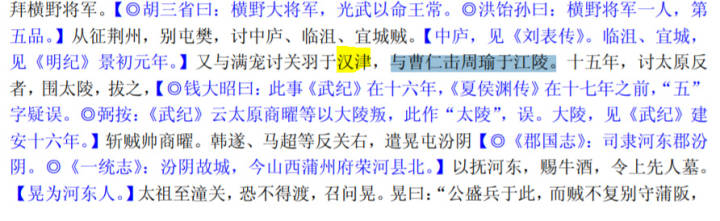 拜横野将军。【◎胡三省曰：横野大将军，光武以命王常。◎洪饴孙曰：横野将军一人，第
五品。】从征荆州，别屯樊，讨中庐、临沮、宜城贼。【中庐，见《刘表传》。临沮、宜城，
见《明纪》景初元年。】又与满宠讨关羽于汉津，与曹仁击周瑜于江陵。十五年，讨太原反
者，围太陵，拔之，【◎钱大昭曰：此事《武纪》在十六年，《夏侯渊传》在十七年之前，“五”
字疑误。◎弼按：《武纪》云太原商曜等以大陵叛，此作“太陵”，误。大陵，见《武纪》建
安十六年。】斩贼帅商曜。韩遂、马超等反关右，遣晃屯汾阴【◎《郡国志》：司隶河东郡汾
阴。◎《一统志》：汾阴故城，今山西蒲州府荣河县北。】以抚河东，赐牛酒，令上先人墓。
【晃为河东人。】太祖至潼关，恐不得渡，召问晃。晃曰：“公盛兵于此，而贼不复别守蒲阪，